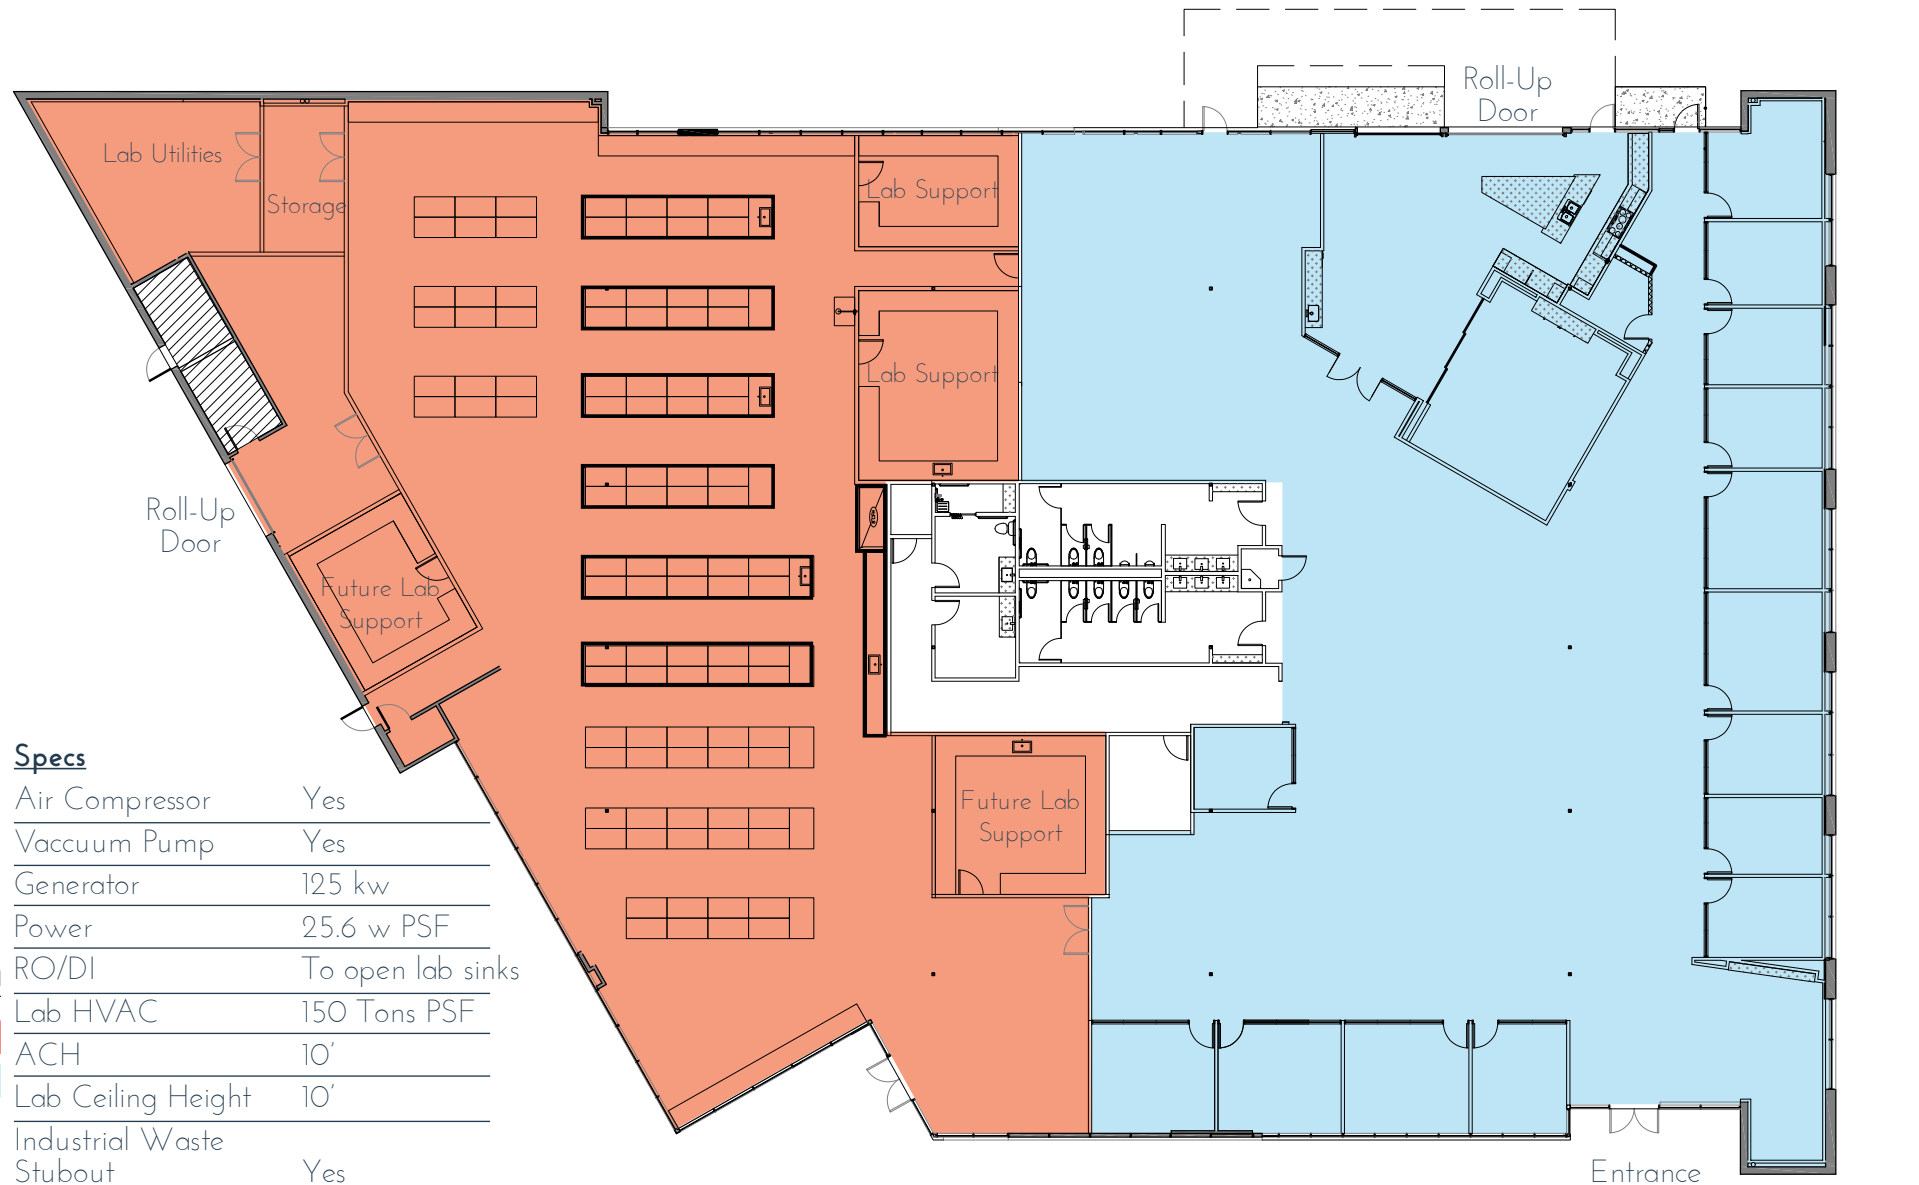 Roll-Up
Door
Lab Utilities
Storage
Lab Support
Lab Support
Roll-Up
Door
Future Lab
Support
Future Lab
Support
Specs
Air Compressor Yes
Vaccuum Pump Yes
Generator 125 kw
Power 25.6 w PSF
RO/DI To open lab sinks
Lab HVAC 150 Tons PSF
ACH 10'
Lab Ceiling Height 10'
Industrial Waste
Stubout Yes
Entrance